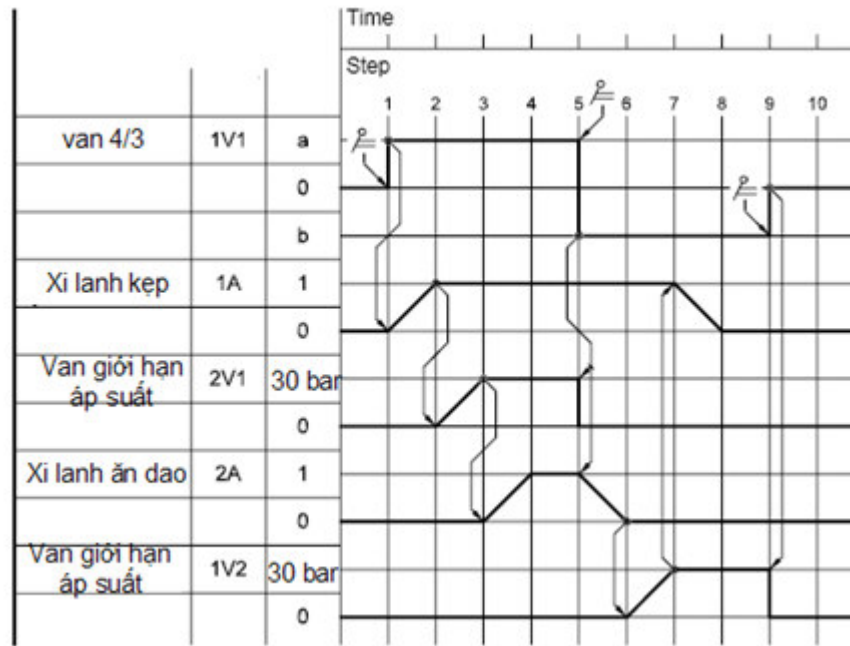 Time
Step
1 2 3 4 5 6 7 8 9 10
van 4/3 1V1 a
0
b
Xi lanh kẹp 1A 1
0
Van giới hạn
áp suất 2V1 30 bar
0
Xi lanh ăn dao 2A 1
0
Van giới hạn
áp suất 1V2 30 bar
0